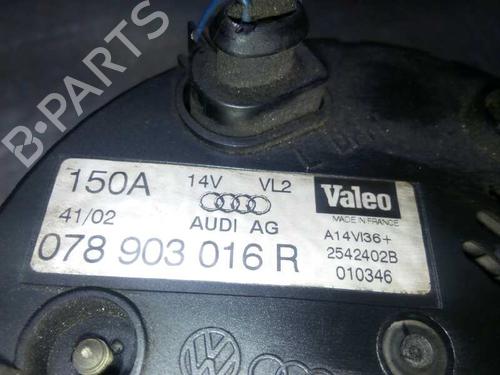 B-PARTS
150A 14V VL2 Valeo
MADE IN FRANCE
41/02 AUDI AG A14VI36+
078 903 016 R 2542402B
010346